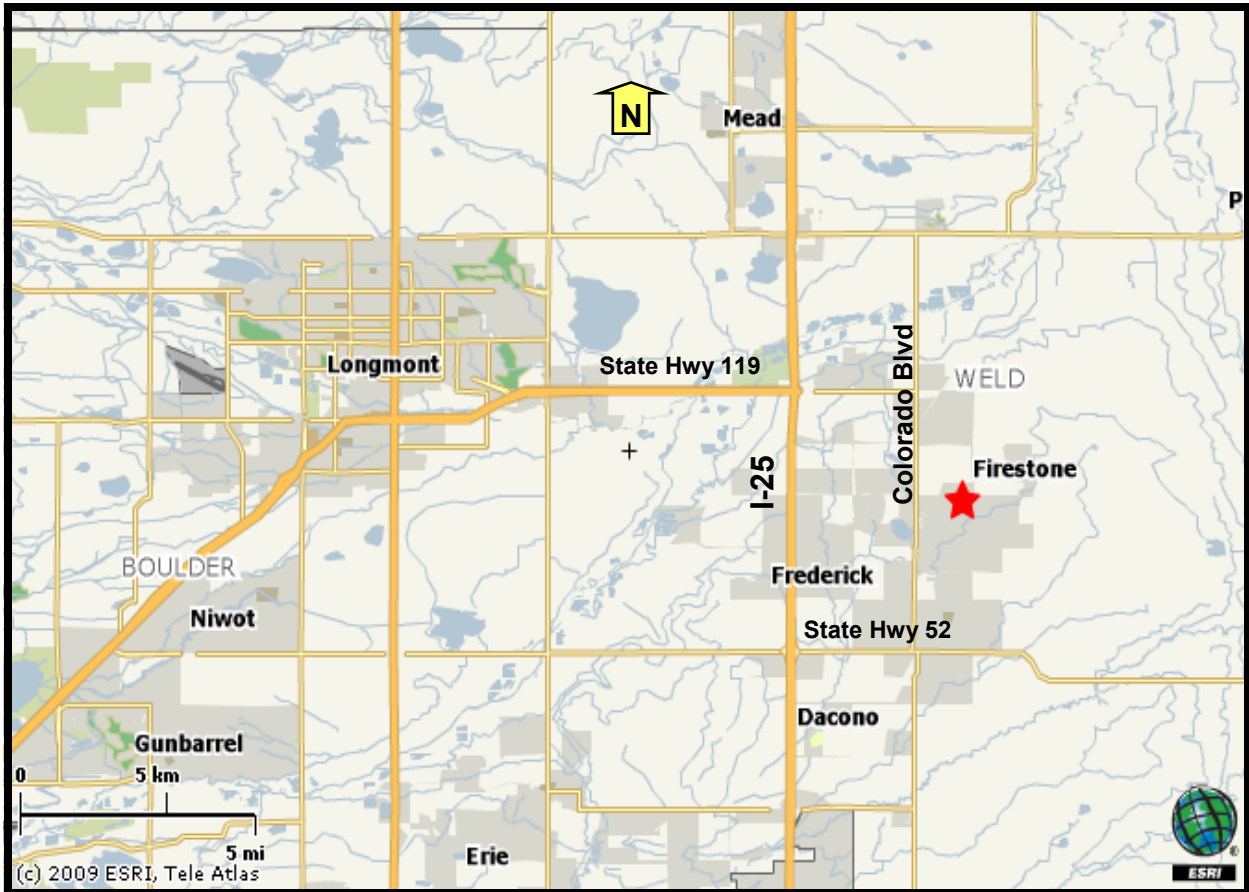 N
Mead
P
Longmont
State Hwy 119
Colorado Blvd
WELD
I-25
Firestone
BOULDER
Frederick
Niwot
State Hwy 52
Dacono
Gunbarrel
0
5 km
5 mi
Erie
(c) 2009 ESRI, Tele Atlas
ESRI